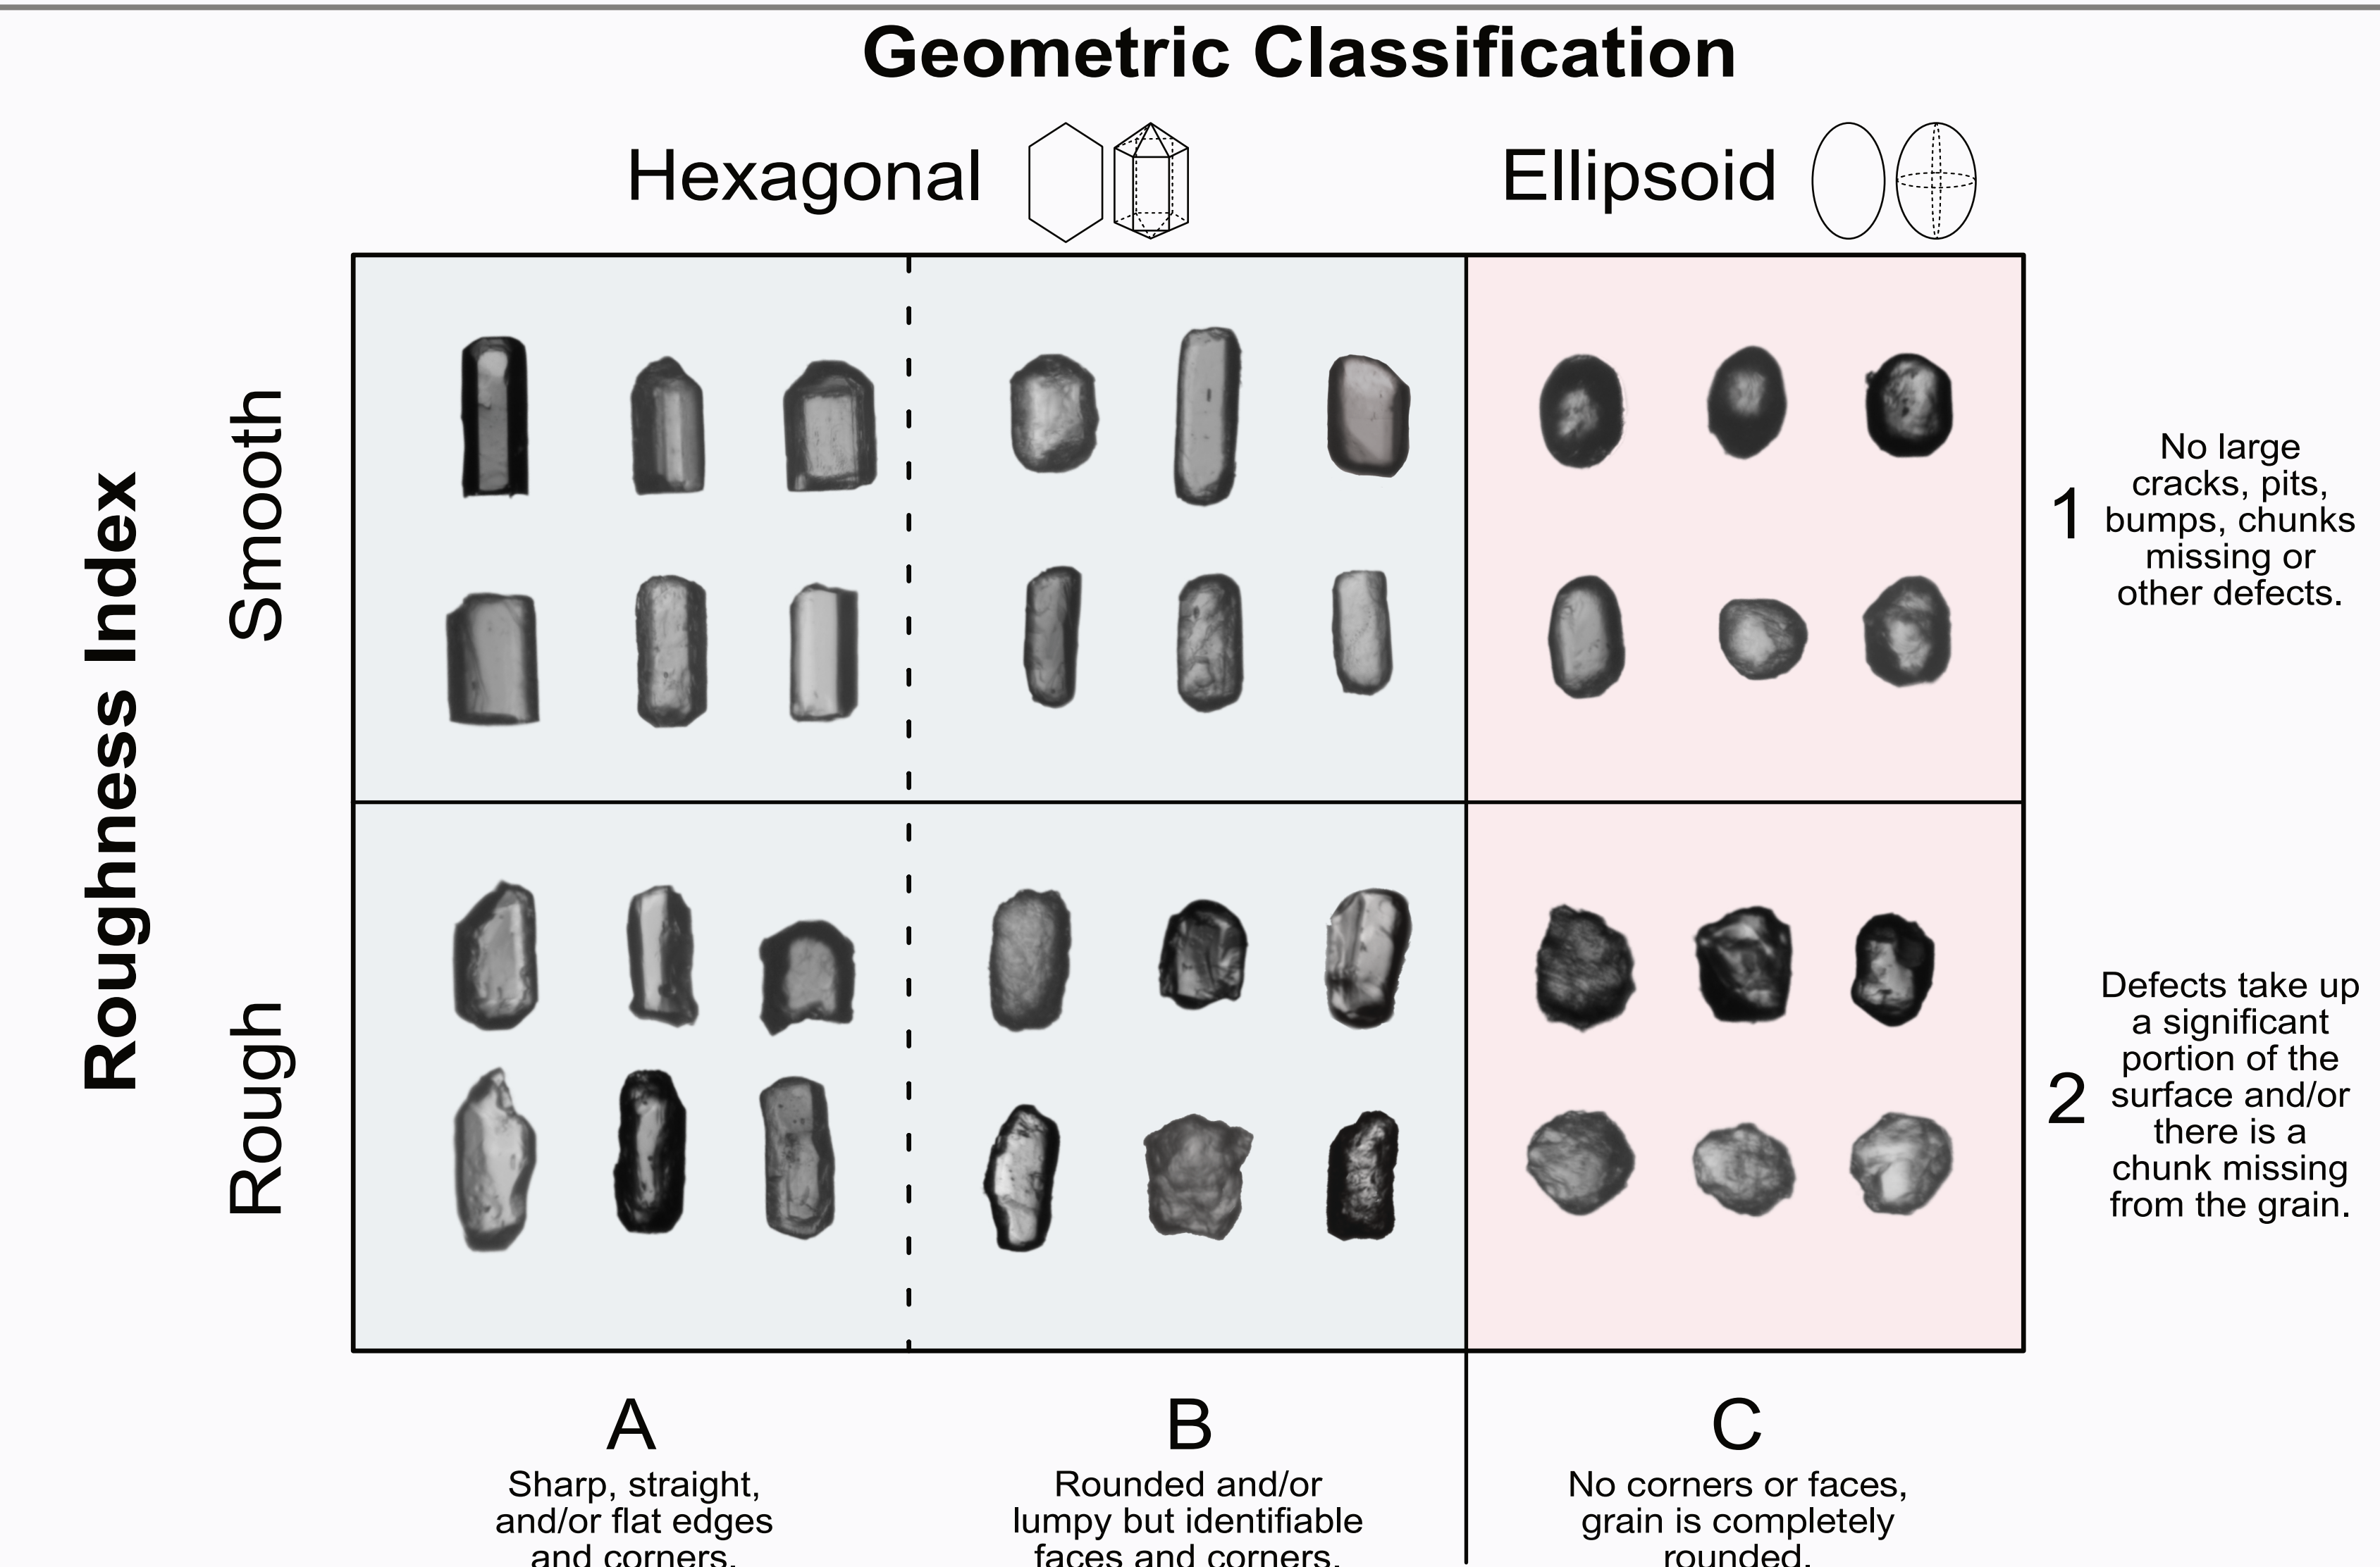 Geometric Classification
Hexagonal
Ellipsoid
Roughness Index
Smooth
Rough
1
No large
cracks, pits,
bumps, chunks
missing or
other defects.
2
Defects take up
a significant
portion of the
surface and/or
there is a
chunk missing
from the grain.
A
Sharp, straight,
and/or flat edges
and corners.
B
Rounded and/or
lumpy but identifiable
faces and corners.
C
No corners or faces,
grain is completely
rounded.